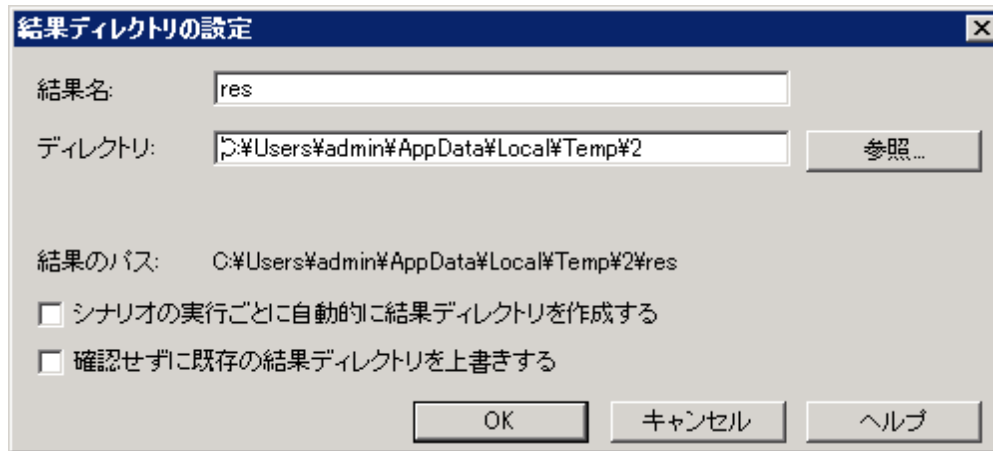 結果ディレクトリの設定
結果名: res
ディレクトリ: C:¥Users¥admin¥AppData¥Local¥Temp¥2 参照...
結果のパス: C:¥Users¥admin¥AppData¥Local¥Temp¥2¥res
シナリオの実行ごとに自動的に結果ディレクトリを作成する
確認せずに既存の結果ディレクトリを上書きする
OK キャンセル ヘルプ